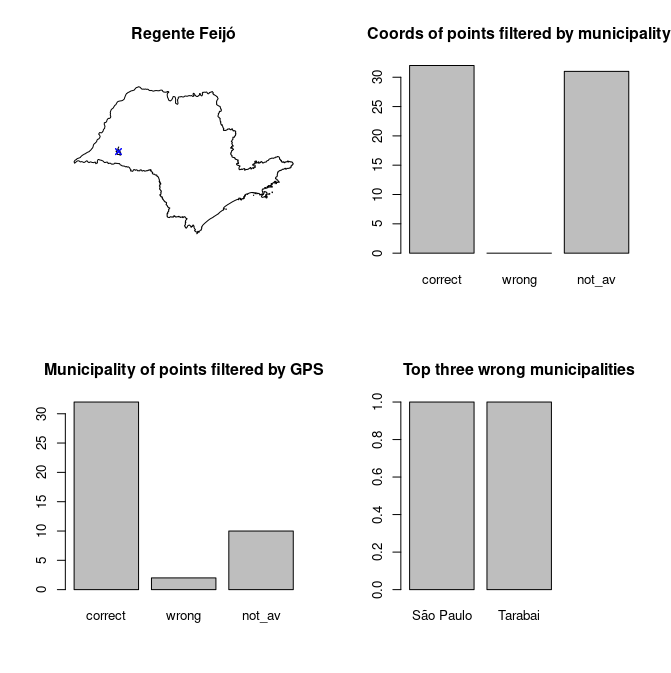 Regente Feijó
Coords of points filtered by municipality
30
25
20
15
10
5
0
correct wrong not_av
Municipality of points filtered by GPS
30
25
20
15
10
5
0
correct wrong not_av
Top three wrong municipalities
1.0
0.8
0.6
0.4
0.2
0.0
São Paulo Tarabai